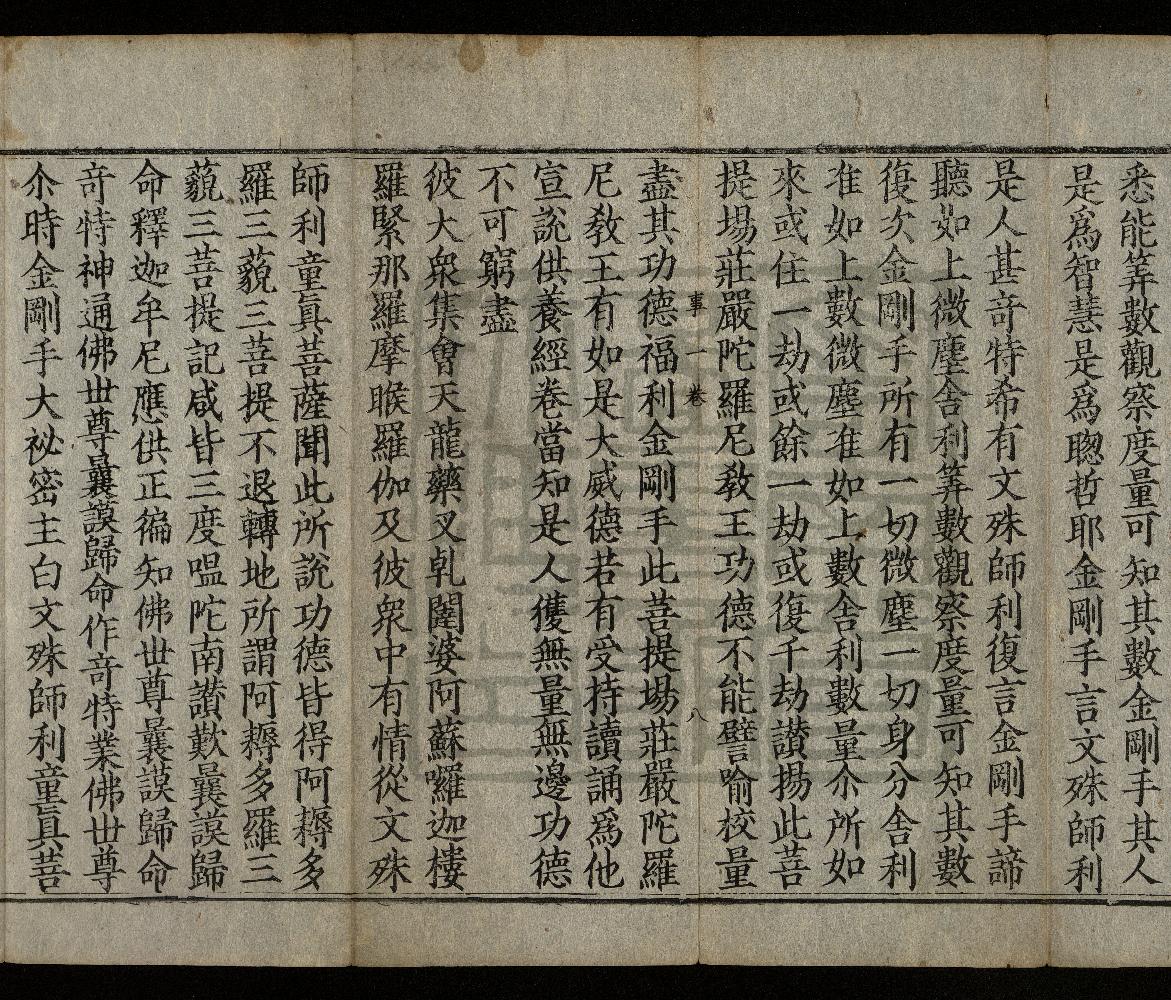 悉能筭數觀察度量可知其數金剛手其人
是爲智慧是爲聦哲耶金剛手言文殊師利
是人甚竒特希有文殊師利復言金剛手諦
聽如上微塵舎利筭數觀察度量可知其數
復次金剛手所有一切微塵一切身分舎利
准如上數微塵准如上數舎利數量尒所如
來或住一劫或餘一劫或復千劫讃揚此菩
提場莊嚴陀羅尼教王功德不能譬喻校量
軍一卷 八
盡其功德福利金剛手此菩提場莊嚴陀羅
尼教王有如是大威德若有受持讀誦爲他
宣説供養經卷當知是人獲無量無邊功德
不可窮盡
彼大衆集會天龍藥叉乹闥婆阿蘇囉迦樓
羅緊那羅摩睺羅伽及彼衆中有情從文殊
師利童眞菩薩聞此所説功德皆得阿耨多
羅三藐三菩提不退轉地所謂阿耨多羅三
藐三菩提記咸皆三度嗢陀南讃歎曩謨歸
命釋迦牟尼應供正徧知佛世尊曩謨歸命
竒特神通佛世尊曩謨歸命作竒特業佛世尊
尒時金剛手大祕密主白文殊師利童真菩